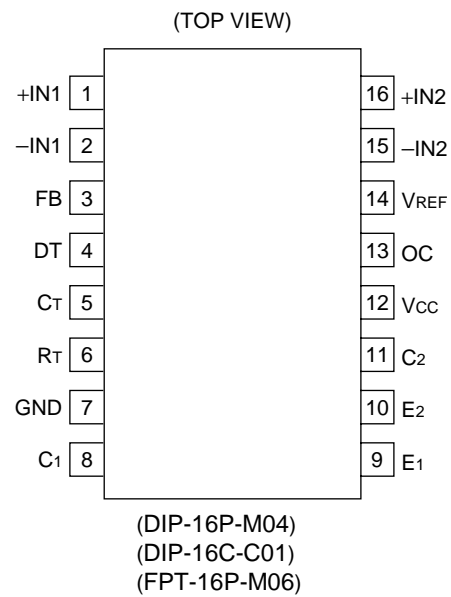 (TOP VIEW)
+IN1 1 16 +IN2
−IN1 2 15 −IN2
FB 3 14 VREF
DT 4 13 OC
CT 5 12 VCC
RT 6 11 C2
GND 7 10 E2
C1 8 9 E1
(DIP-16P-M04)
(DIP-16C-C01)
(FPT-16P-M06)